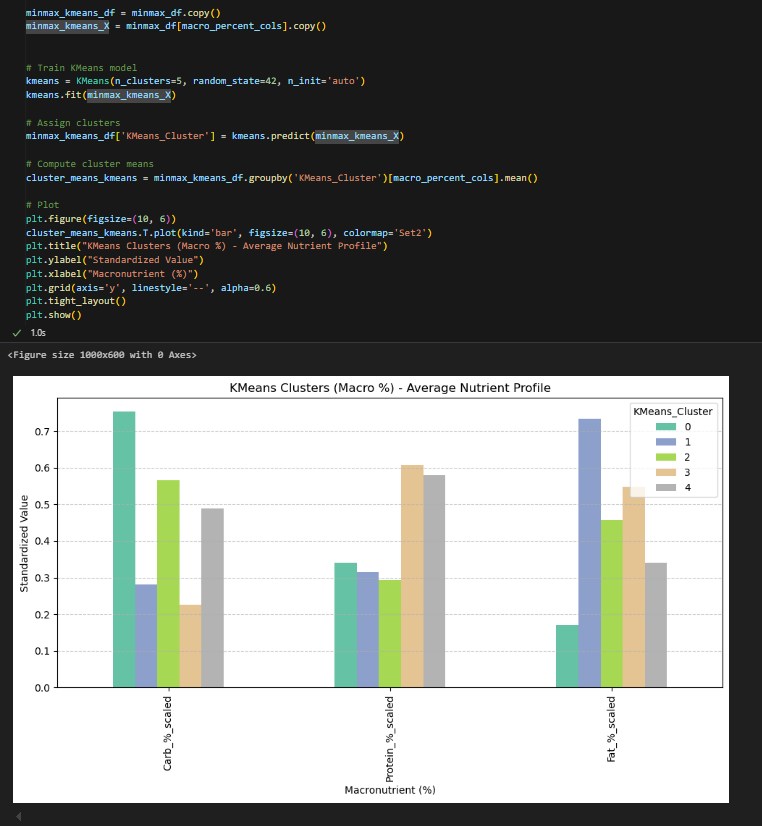 minmax_kmeans_df = minmax_df.copy()
minmax_kmeans_X = minmax_df[macro_percent_cols].copy()
# Train KMeans model
kmeans = KMeans(n_clusters=5, random_state=42, n_init='auto')
kmeans.fit(minmax_kmeans_X)
# Assign clusters
minmax_kmeans_df['KMeans_Cluster'] = kmeans.predict(minmax_kmeans_X)
# Compute cluster means
cluster_means_kmeans = minmax_kmeans_df.groupby('KMeans_Cluster')[macro_percent_cols].mean()
# Plot
plt.figure(figsize=(10, 6))
cluster_means_kmeans.T.plot(kind='bar', figsize=(10, 6), colormap='Set2')
plt.title("KMeans Clusters (Macro %) - Average Nutrient Profile")
plt.ylabel("Standardized Value")
plt.xlabel("Macronutrient (%)")
plt.grid(axis='y', linestyle='--', alpha=0.6)
plt.tight_layout()
plt.show()
1.0s
<Figure size 1000x600 with 0 Axes>
KMeans Clusters (Macro %) - Average Nutrient Profile
KMeans_Cluster
0
1
2
3
4
Standardized Value
0.7
0.6
0.5
0.4
0.3
0.2
0.1
0.0
Carb_%_scaled
Protein_%_scaled
Fat_%_scaled
Macronutrient (%)